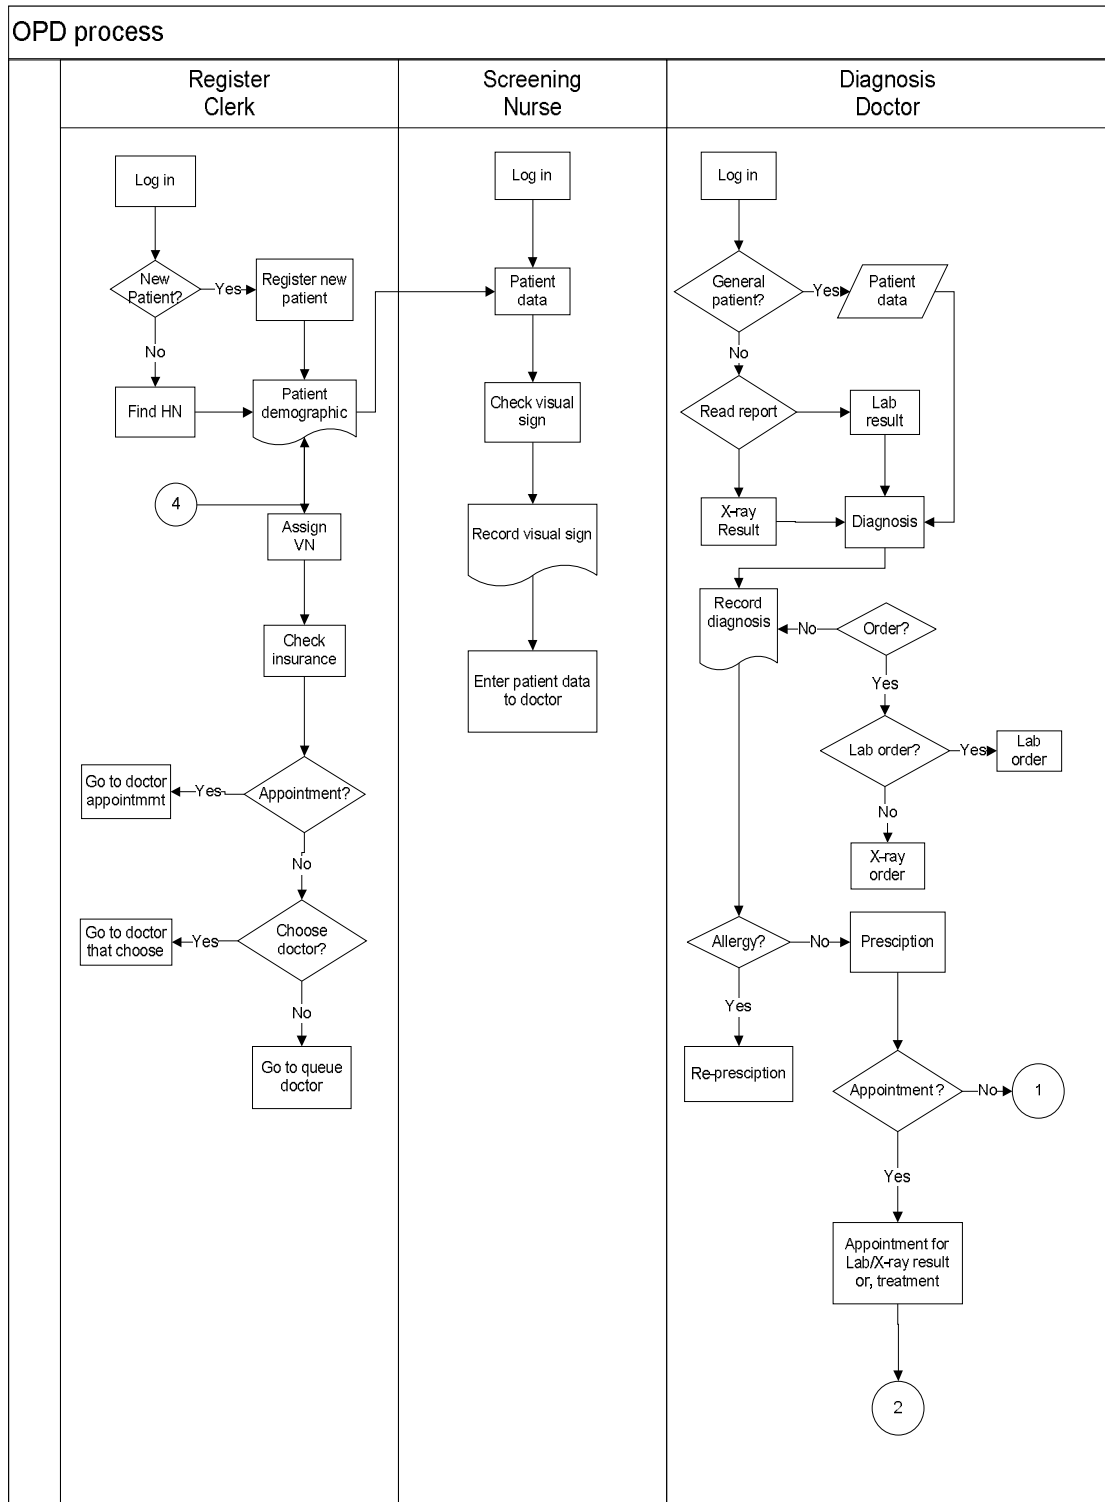 OPD process
Register
Clerk
Screening
Nurse
Diagnosis
Doctor
Log in
New
Patient?
Yes
Register new
patient
No
Find HN
Patient
demographic
4
Assign
VN
Check
insurance
Appointment?
Yes
Go to doctor
appointmrnt
No
Choose
doctor?
Yes
Go to doctor
that choose
No
Go to queue
doctor
Log in
Patient
data
Check visual
sign
Record visual sign
Enter patient data
to doctor
Log in
General
patient?
Yes
Patient
data
No
Read report
Lab
result
X-ray
Result
Diagnosis
Record
diagnosis
No
Order?
Yes
Lab order?
Yes
Lab
order
No
X-ray
order
Allergy?
No
Presciption
Yes
Re-presciption
Appointment ?
No
1
Yes
Appointment for
Lab/X-ray result
or, treatment
2